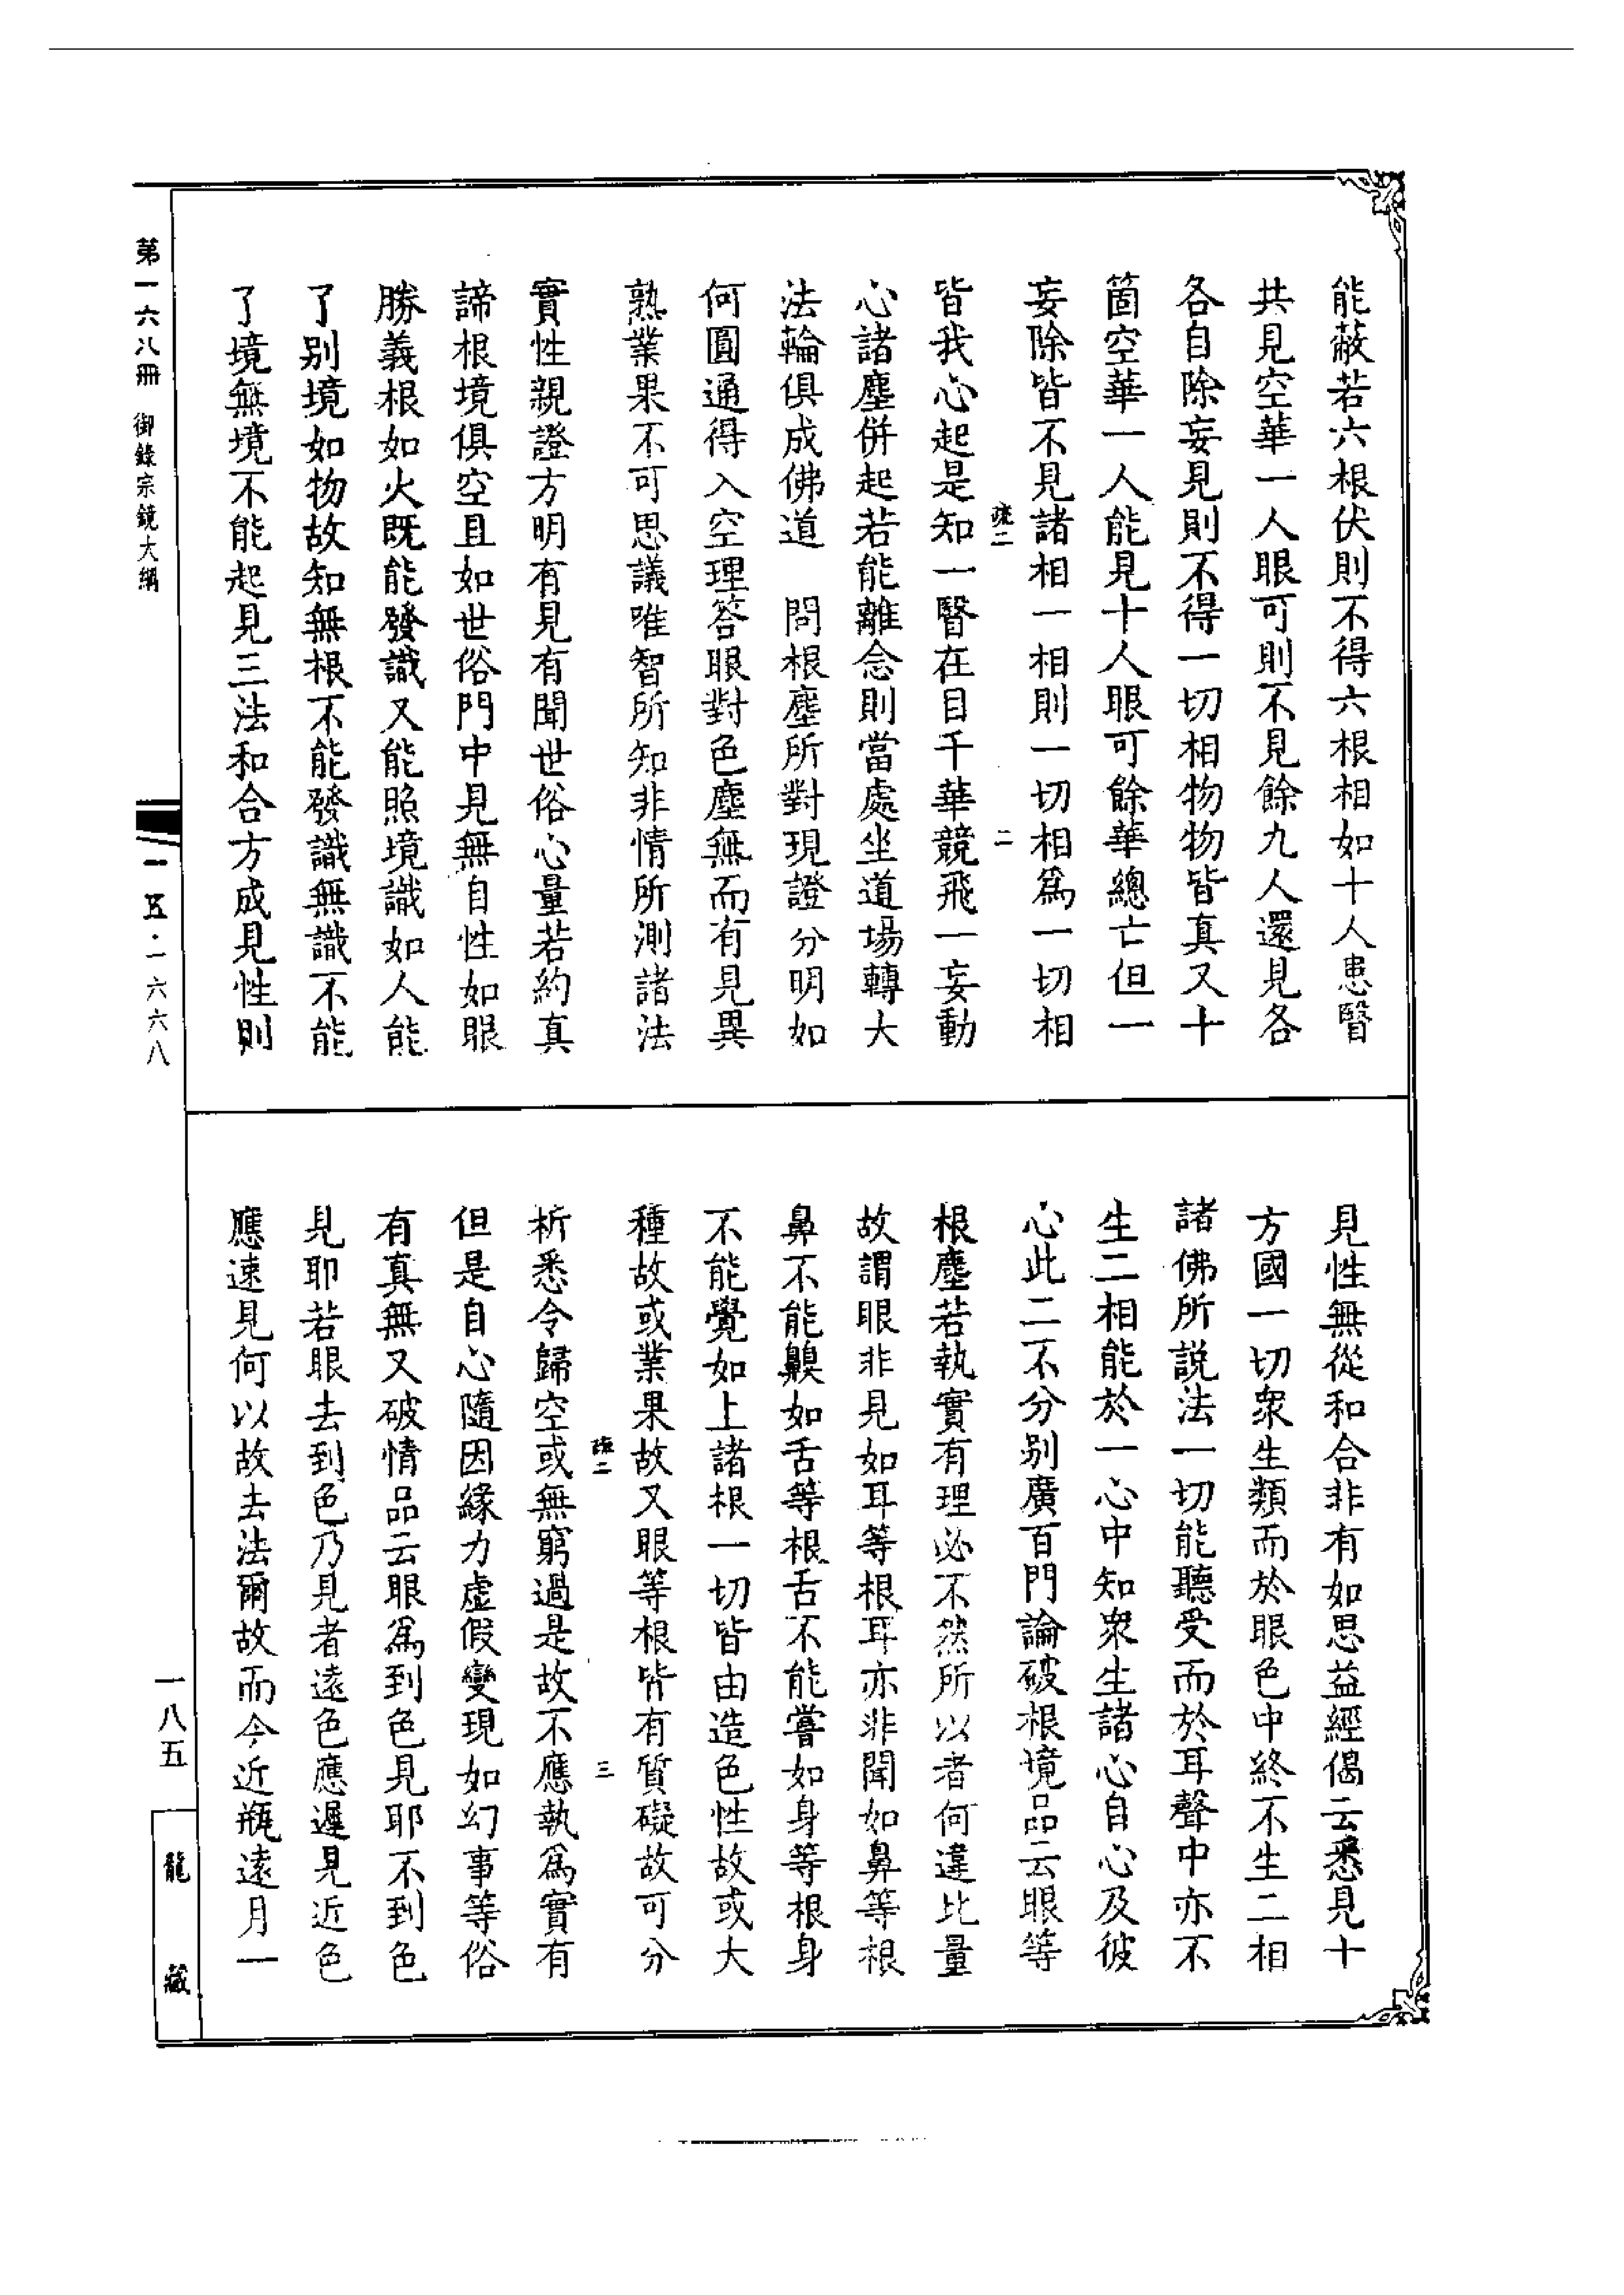 能蔽若六根伏則不得六根相如十人患瞖
共見空華一人眼可則不見餘九人還見各
各自除妄見則不得一切相物物皆真又十
箇空華一人能見十人眼可餘華總亡但一
妄除皆不見諸相一相則一切相為一切相
疏二 二
皆我心起是知一瞖在目千華競飛一妄動
心諸塵併起若能離念則當處坐道場轉大
法輪俱成佛道 問根塵所對現證分明如
何圓通得入空理答眼對色塵無而有見異
熟業果不可思議唯智所知非情所測諸法
實性親證方明有見有聞世俗心量若約真
諦根境俱空且如世俗門中見無自性如眼
勝義根如火既能發識又能照境識如人能
了別境如物故知無根不能發識無識不能
了境無境不能起見三法和合方成見性則
見性無從和合非有如思益經偈云悉見十
方國一切衆生類而於眼色中終不生二相
諸佛所說法一切能聽受而於耳聲中亦不
生二相能於一心中知衆生諸心自心及彼
心此二不分別廣百門論破根境品云眼等
根塵若執實有理必不然所以者何違比量
故謂眼非見如耳等根耳亦非聞如鼻等根
鼻不能齅如舌等根舌不能嘗如身等根身
不能覺如上諸根一切皆由造色性故或大
種故或業果故又眼等根皆有質礙故可分
疏二 三
析悉令歸空或無窮過是故不應執為實有
但是自心隨因緣力虛假變現如幻事等俗
有真無又破情品云眼為到色見耶不到色
見耶若眼去到色乃見者遠色應遲見近色
應速見何以故去法爾故而今近瓶遠月一
第一六八冊 御錄宗鏡大綱
一五·一六六八
一八五
龍藏